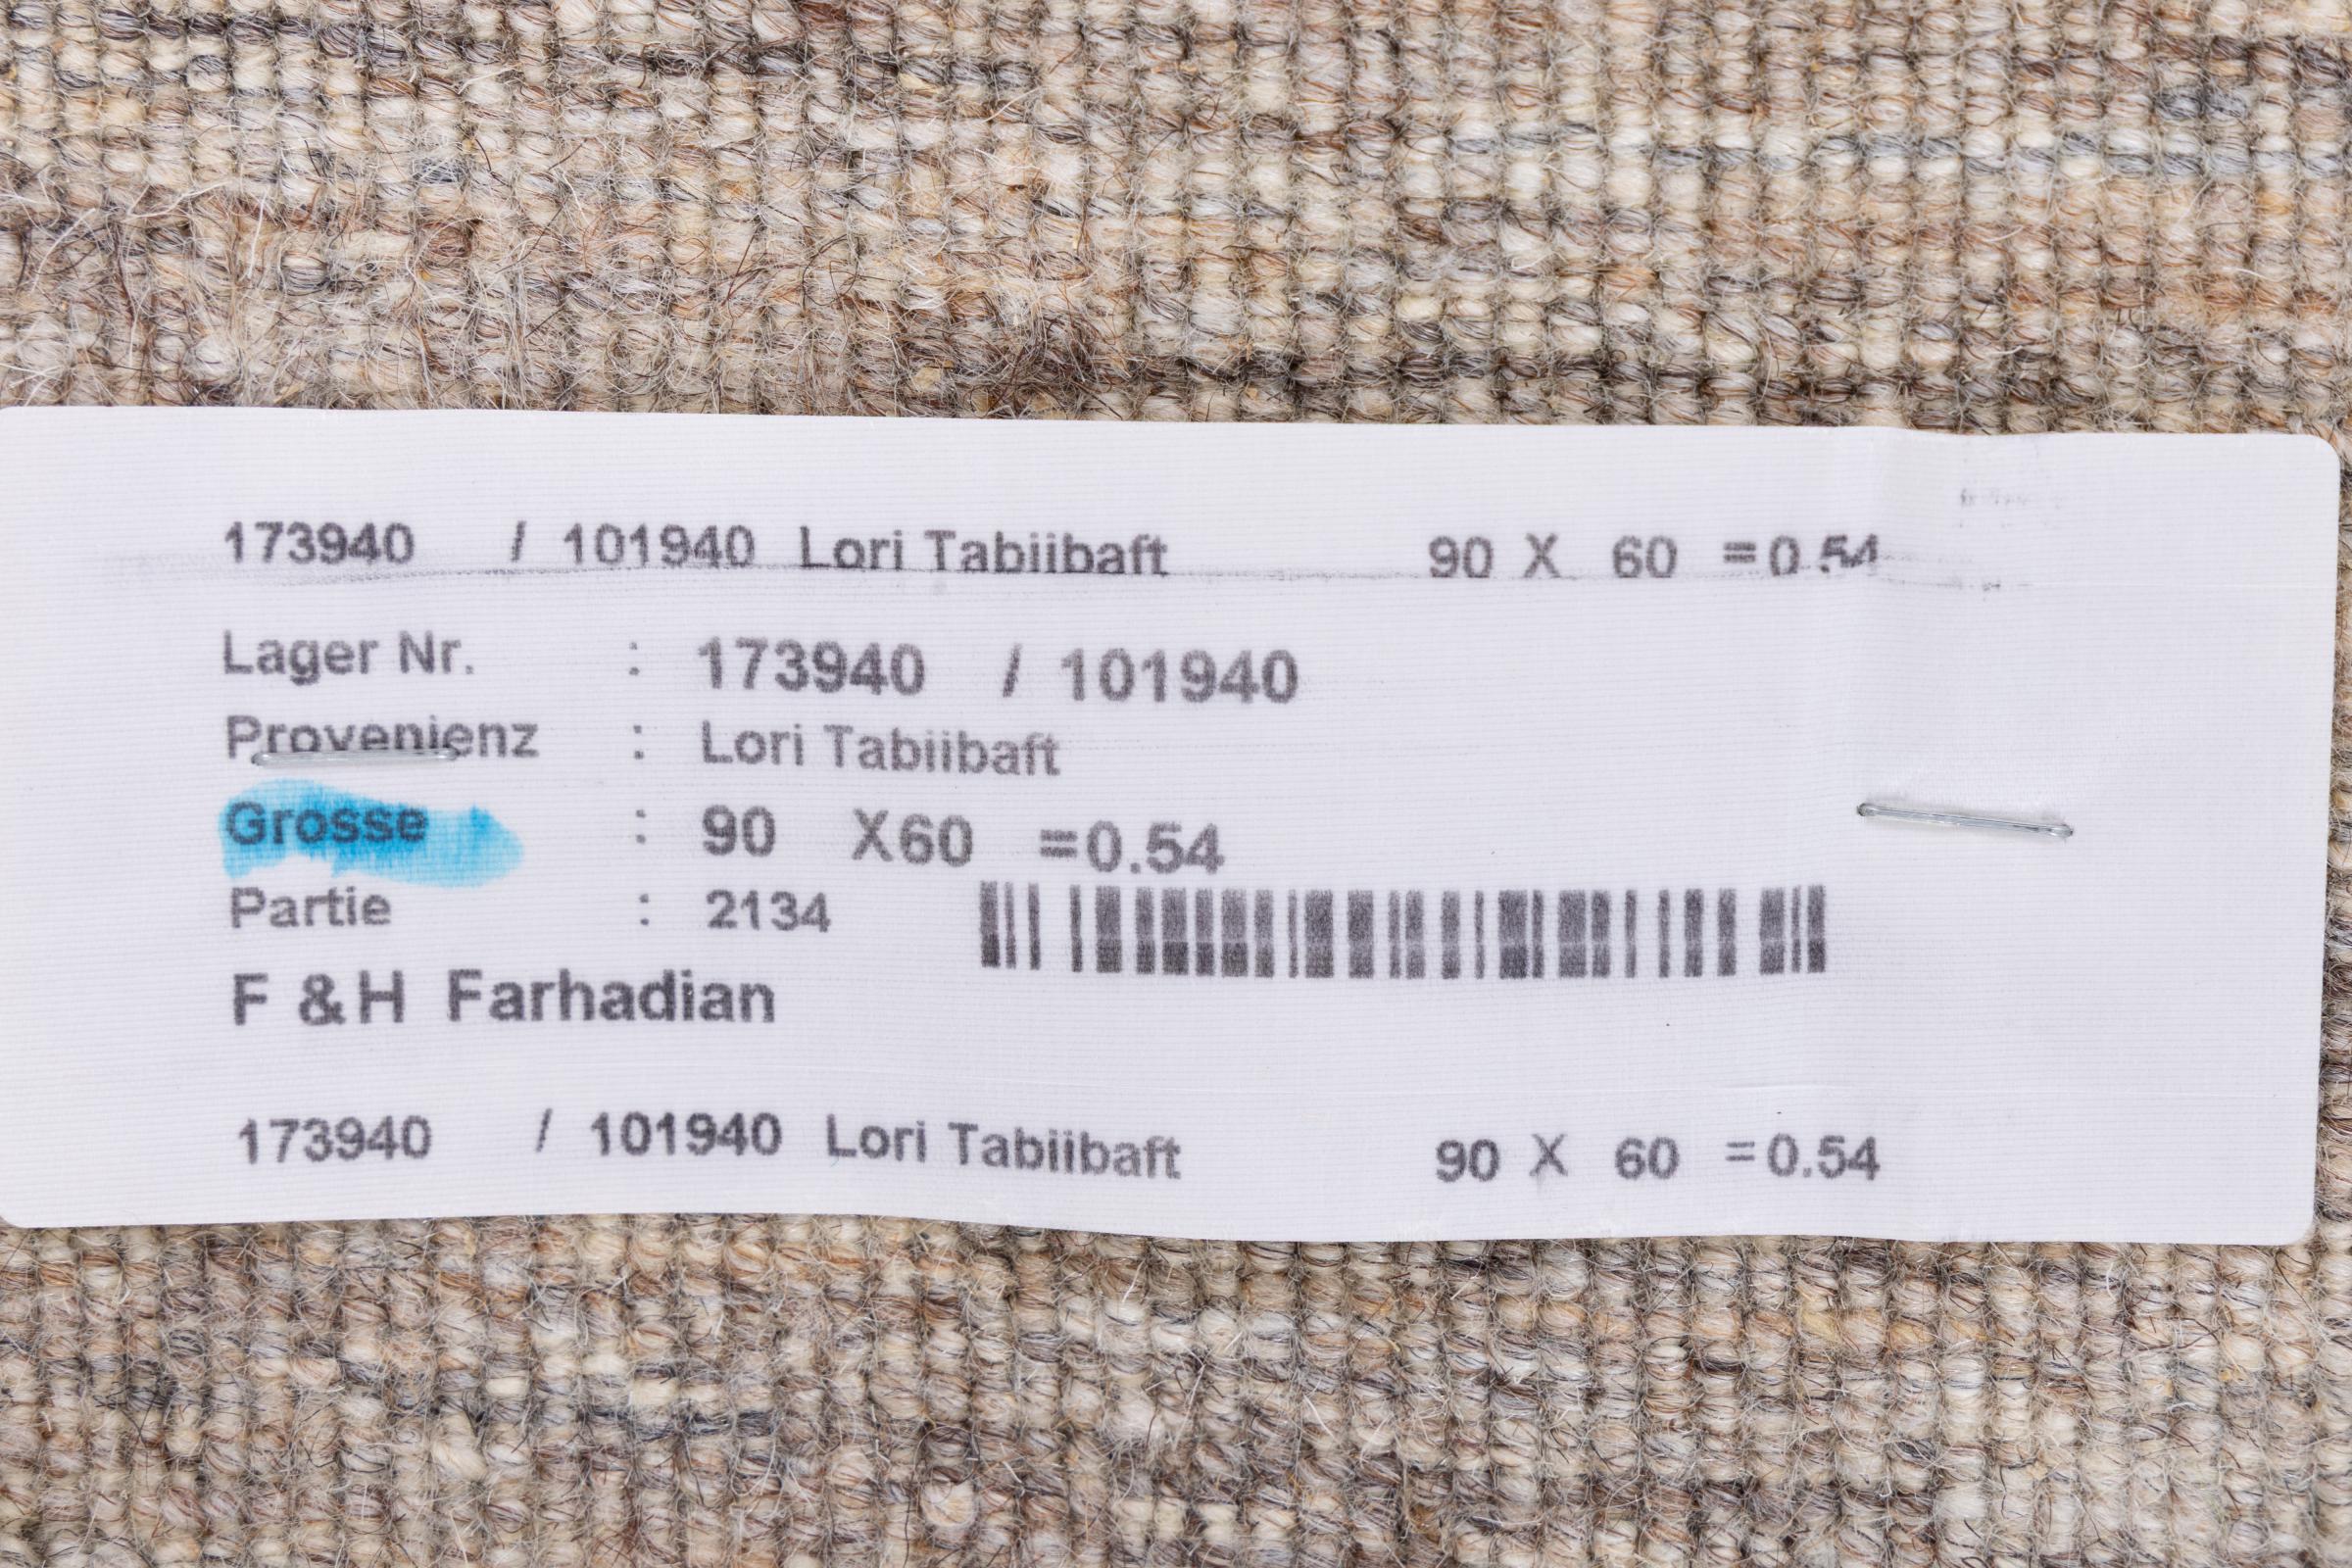 173940 / 101940 Lori Tabiibaft 90 X 60 =0.54
Lager Nr. : 173940 / 101940
Provenienz : Lori Tabiibaft
Grosse : 90 X60 =0.54
Partie : 2134
F &H Farhadian
173940 / 101940 Lori Tabiibaft 90 X 60 =0.54